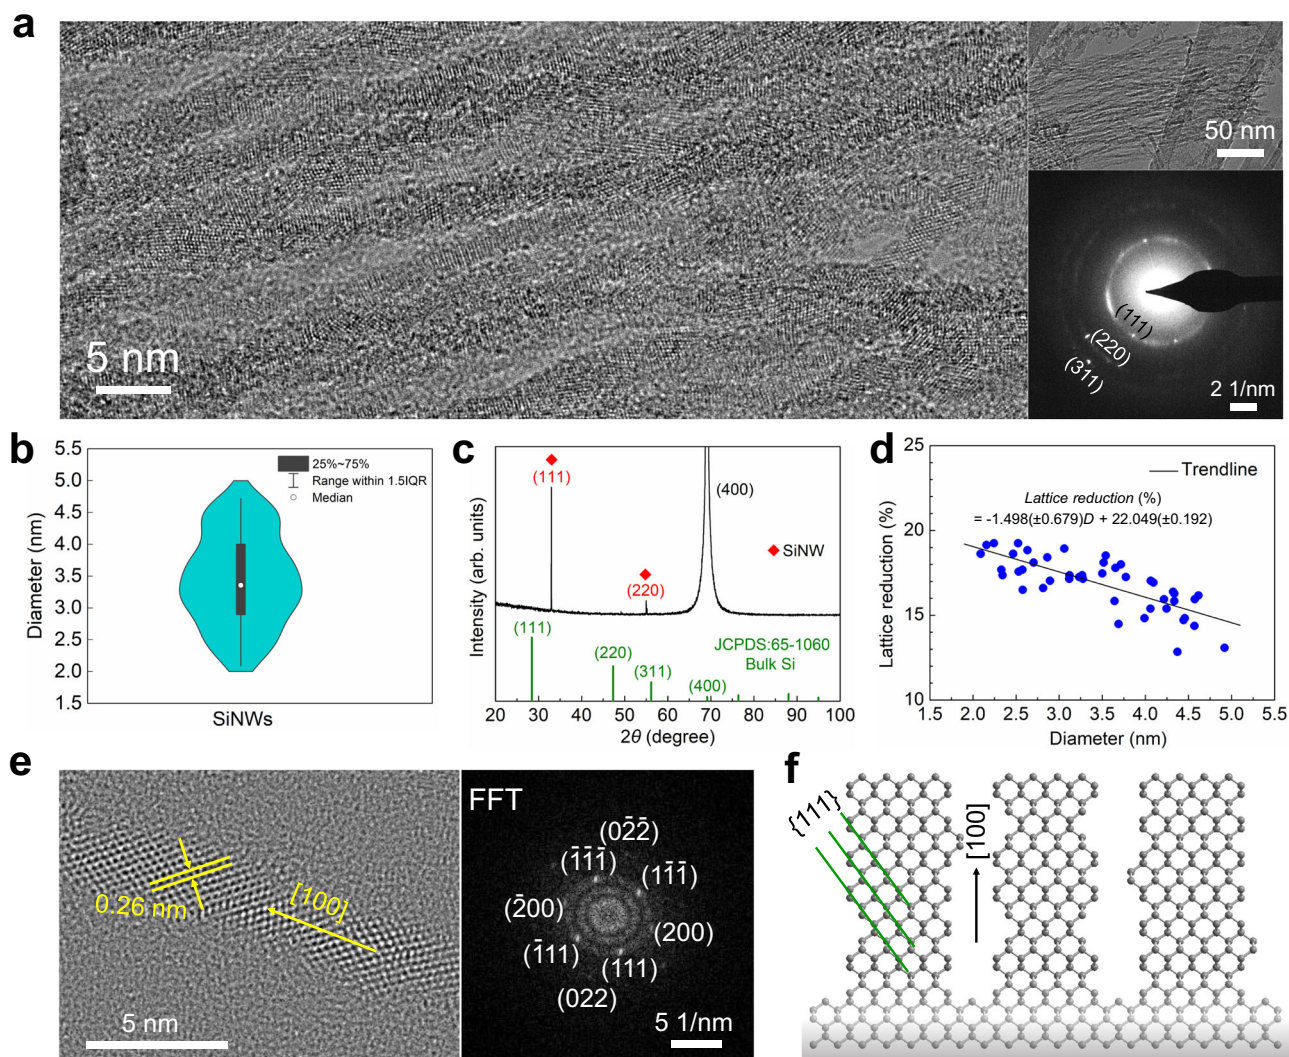 a
5 nm
50 nm
(111)
(220)
(311)
2 1/nm
b
5.5
5.0
4.5
4.0
3.5
3.0
2.5
2.0
1.5
Diameter (nm)
25%~75%
Range within 1.5IQR
Median
SiNWs
c
Intensity (arb. units)
(111)
(220)
(400)
SiNW
(111)
(220)
(311)
(400)
JCPDS:65-1060
Bulk Si
20 30 40 50 60 70 80 90 100
2θ (degree)
d
25
20
15
10
Lattice reduction (%)
Trendline
Lattice reduction (%)
= -1.498(±0.679)D + 22.049(±0.192)
1.5 2.0 2.5 3.0 3.5 4.0 4.5 5.0 5.5
Diameter (nm)
e
0.26 nm
[100]
5 nm
FFT
(02̅2̅)
(1̅1̅1̅)
(11̅1̅)
(2̅00)
(200)
(1̅11)
(111)
(022)
5 1/nm
f
{111}
[100]